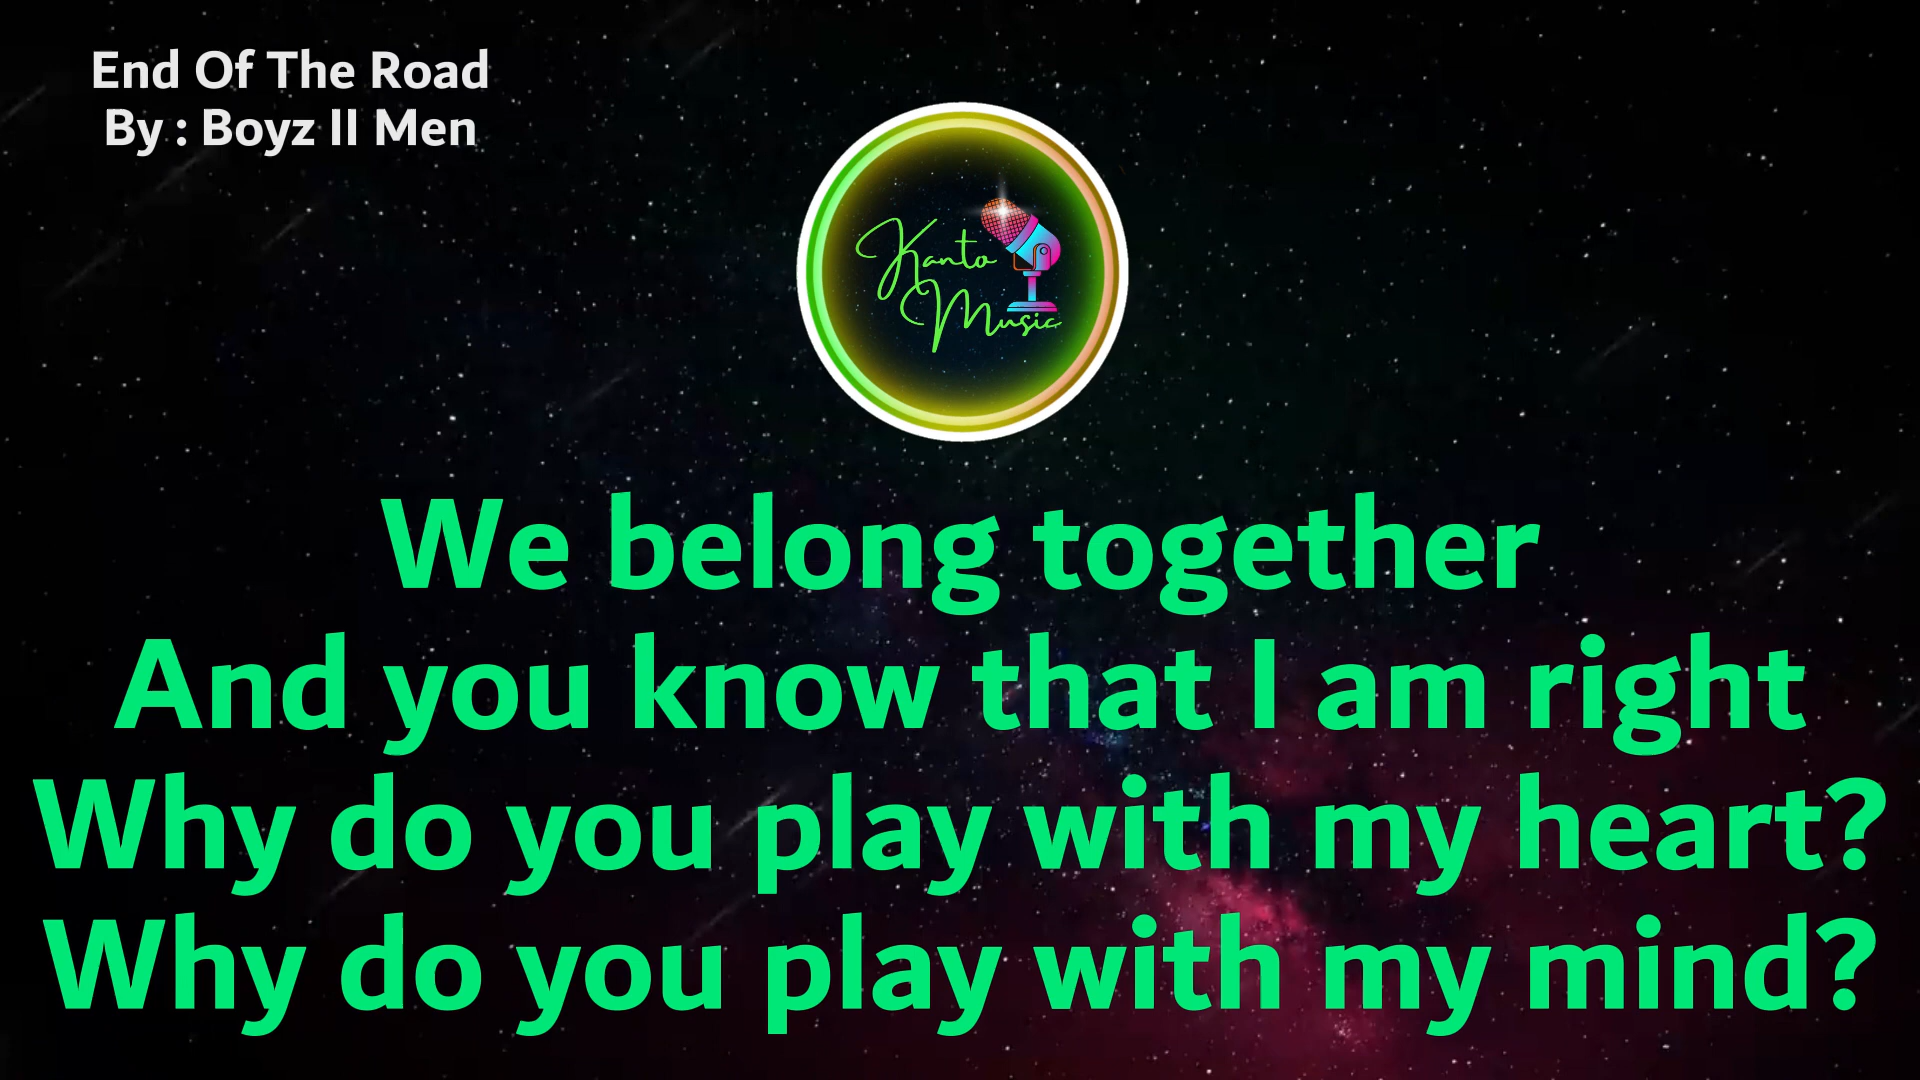 End Of The Road
By : Boyz II Men
Kanto
Music
We belong together
And you know that I am right
Why do you play with my heart?
Why do you play with my mind?